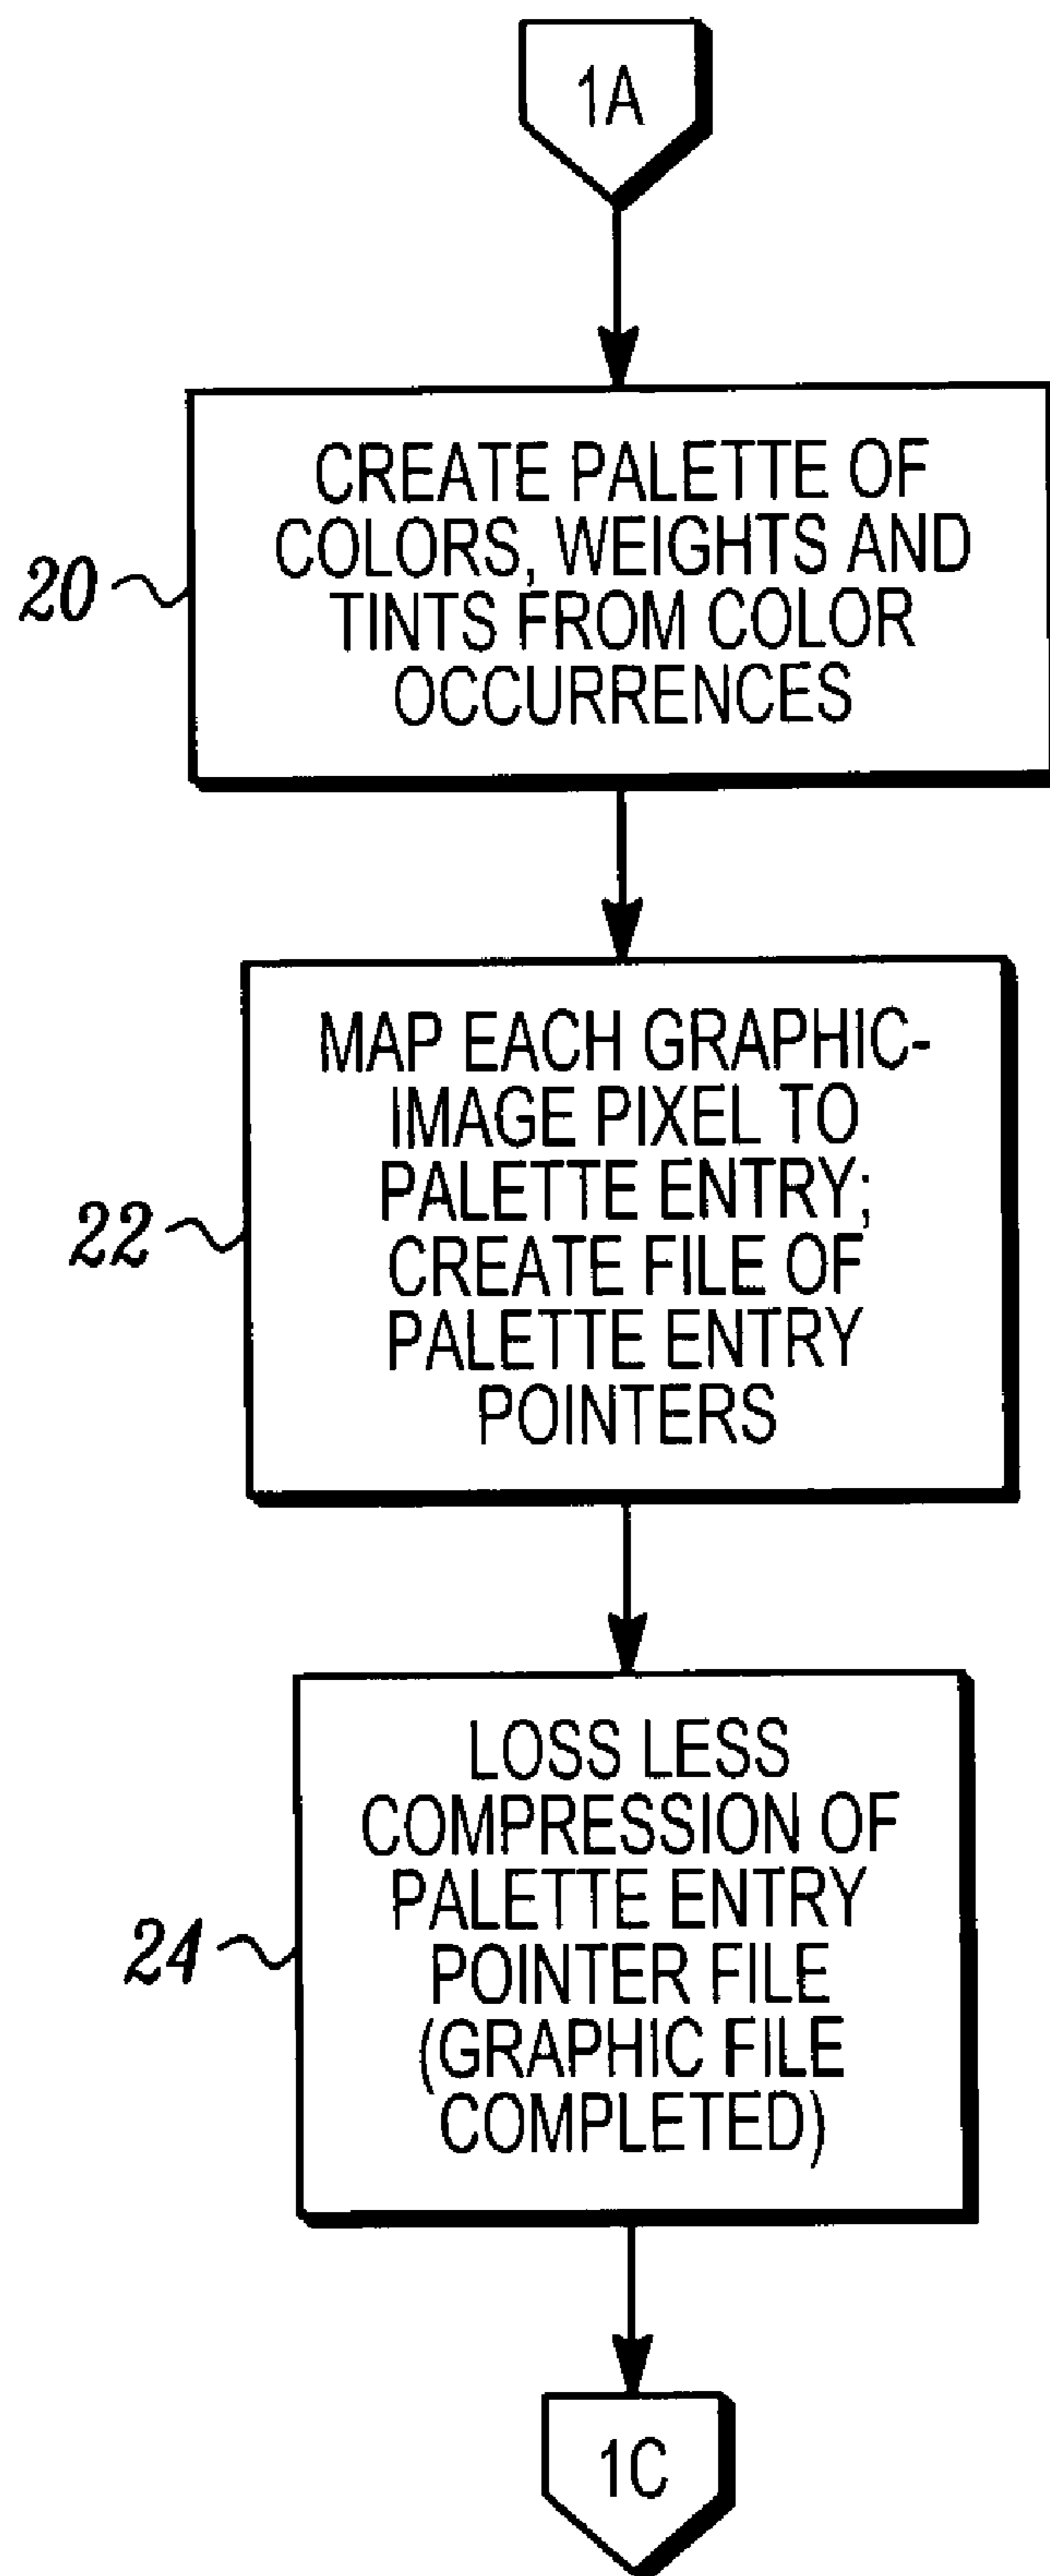 1A
20
CREATE PALETTE OF
COLORS, WEIGHTS AND
TINTS FROM COLOR
OCCURRENCES
22
MAP EACH GRAPHIC-
IMAGE PIXEL TO
PALETTE ENTRY;
CREATE FILE OF
PALETTE ENTRY
POINTERS
24
LOSS LESS
COMPRESSION OF
PALETTE ENTRY
POINTER FILE
(GRAPHIC FILE
COMPLETED)
1C